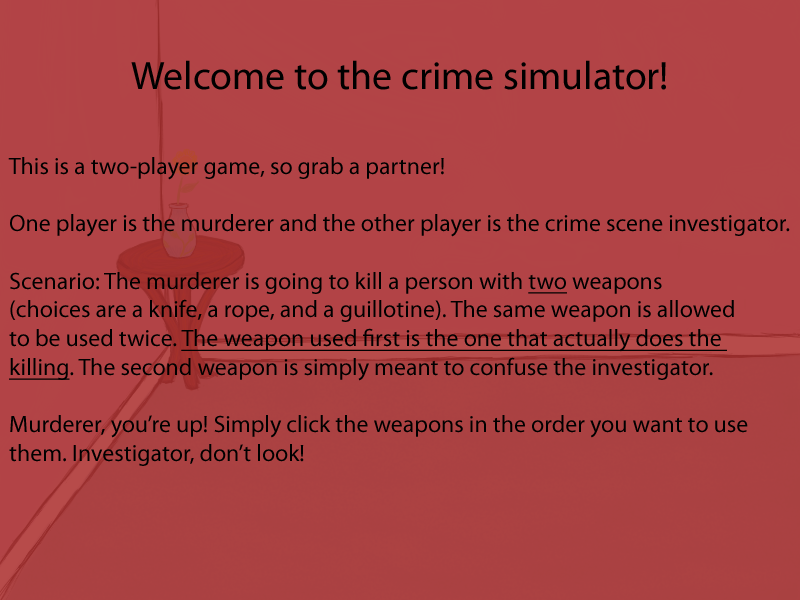 Welcome to the crime simulator!
This is a two-player game, so grab a partner!
One player is the murderer and the other player is the crime scene investigator.
Scenario: The murderer is going to kill a person with two weapons
(choices are a knife, a rope, and a guillotine). The same weapon is allowed
to be used twice. The weapon used first is the one that actually does the
killing. The second weapon is simply meant to confuse the investigator.
Murderer, you’re up! Simply click the weapons in the order you want to use
them. Investigator, don’t look!